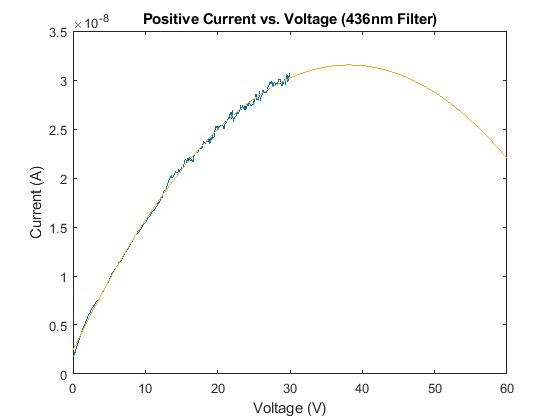 ×10⁻⁸
Positive Current vs. Voltage (436nm Filter)
3.5
3
2.5
2
1.5
1
0.5
0
Current (A)
0 10 20 30 40 50 60
Voltage (V)